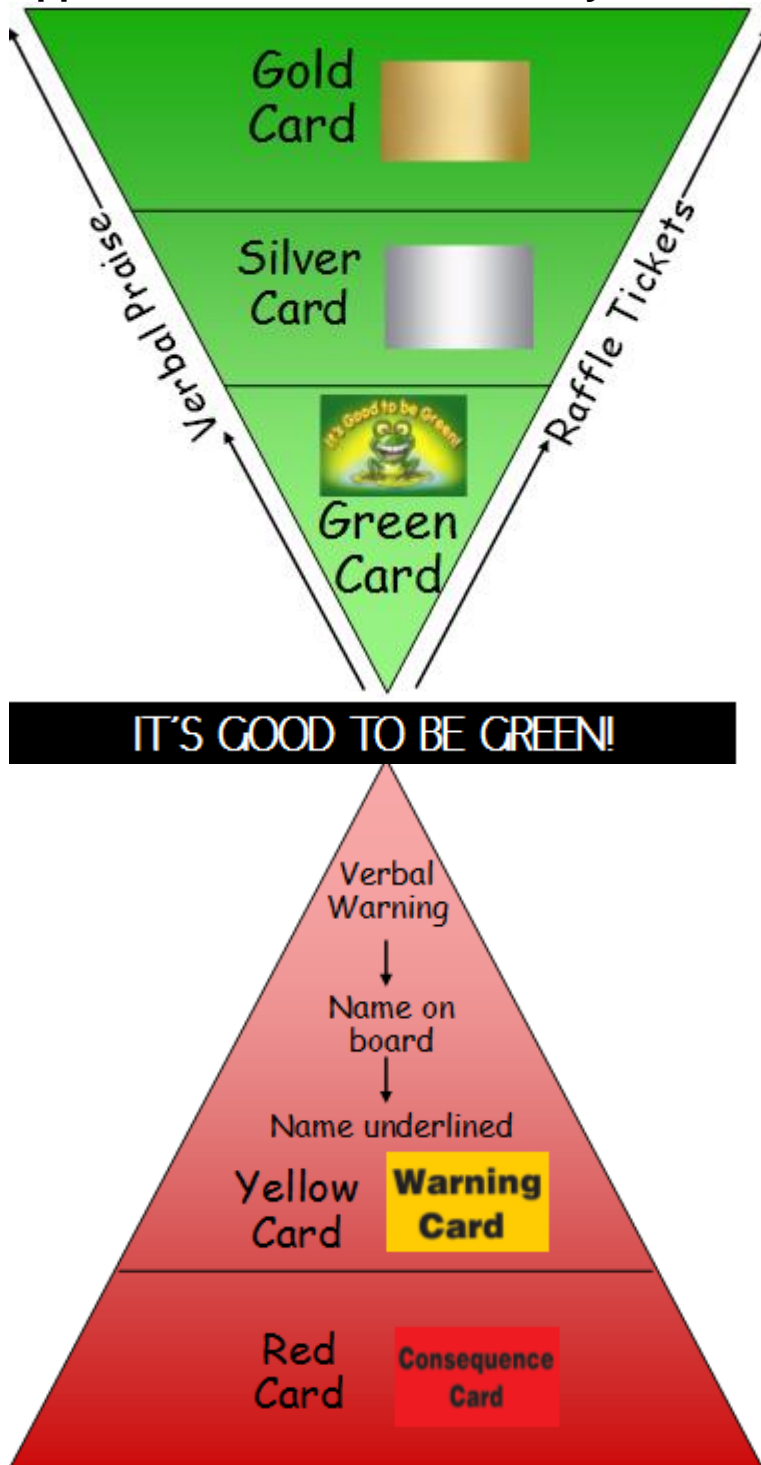 Gold
Card
Silver
Card
Verbal Praise
Raffle Tickets
It's Good to be Green!
Green
Card
IT'S GOOD TO BE GREEN!
Verbal
Warning
Name on
board
Name underlined
Yellow
Card
Warning
Card
Red
Card
Consequence
Card